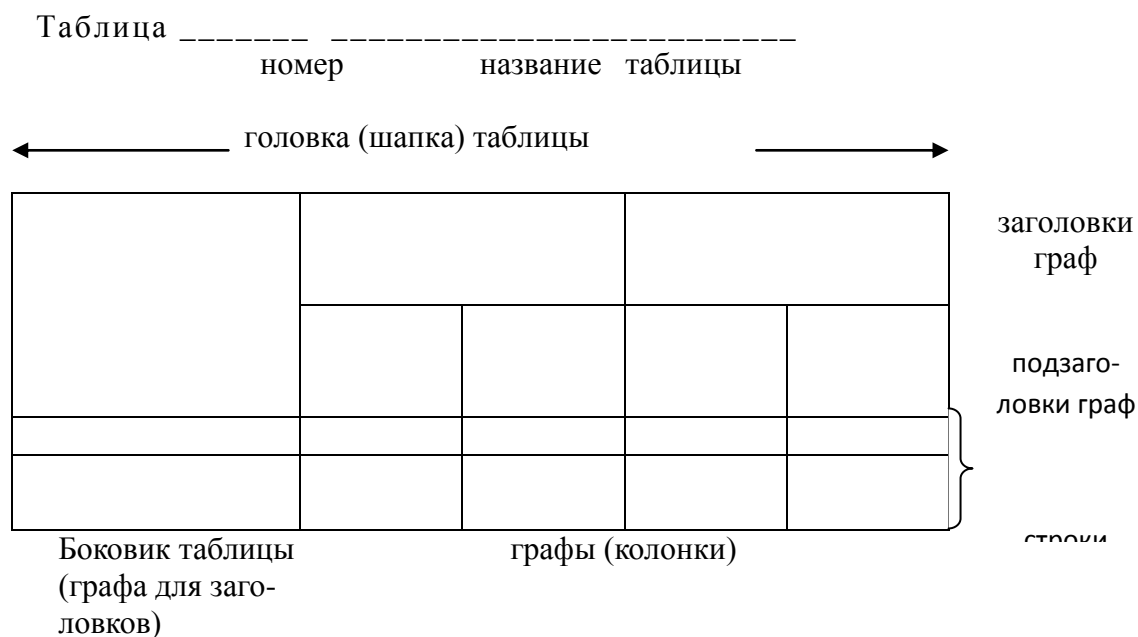 Таблица _______ _________________________
номер название таблицы
головка (шапка) таблицы
заголовки
граф
подзаго-
ловки граф
строки
Боковик таблицы
(графа для заго-
ловков)
графы (колонки)